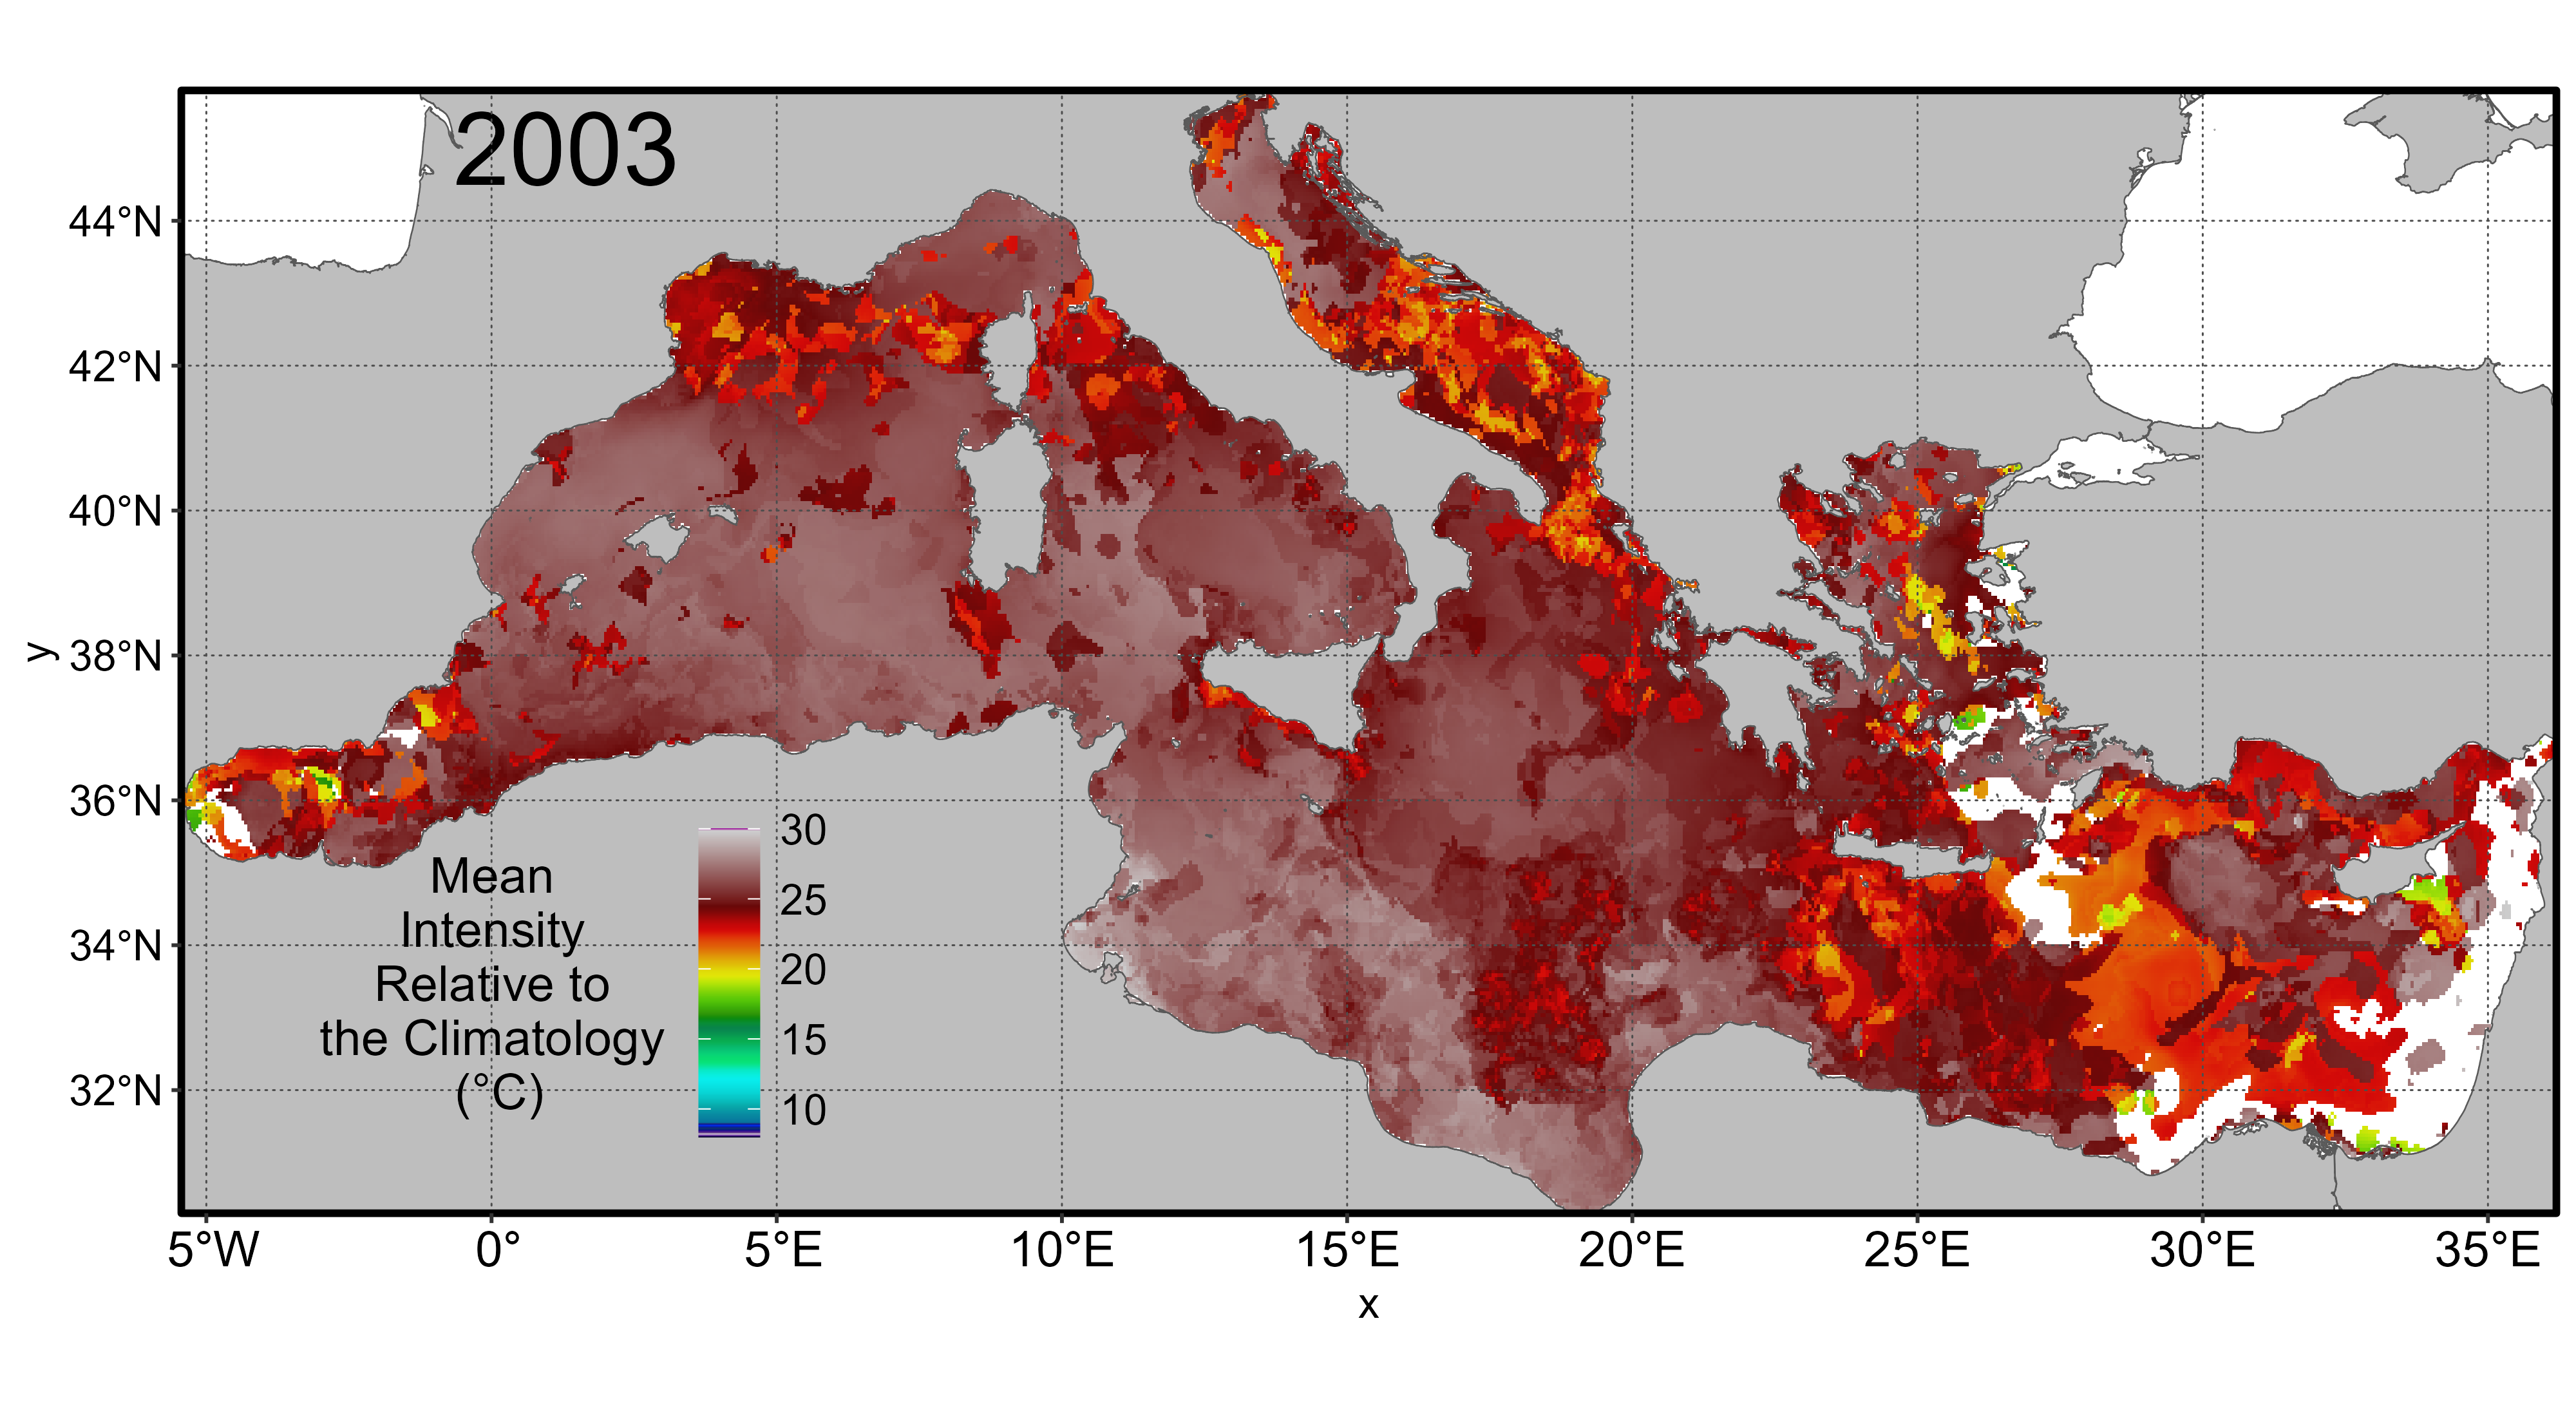 2003
44°N
42°N
40°N
38°N
36°N
34°N
32°N
y
Mean
Intensity
Relative to
the Climatology
(°C)
30
25
20
15
10
5°W
0°
5°E
10°E
15°E
20°E
25°E
30°E
35°E
x